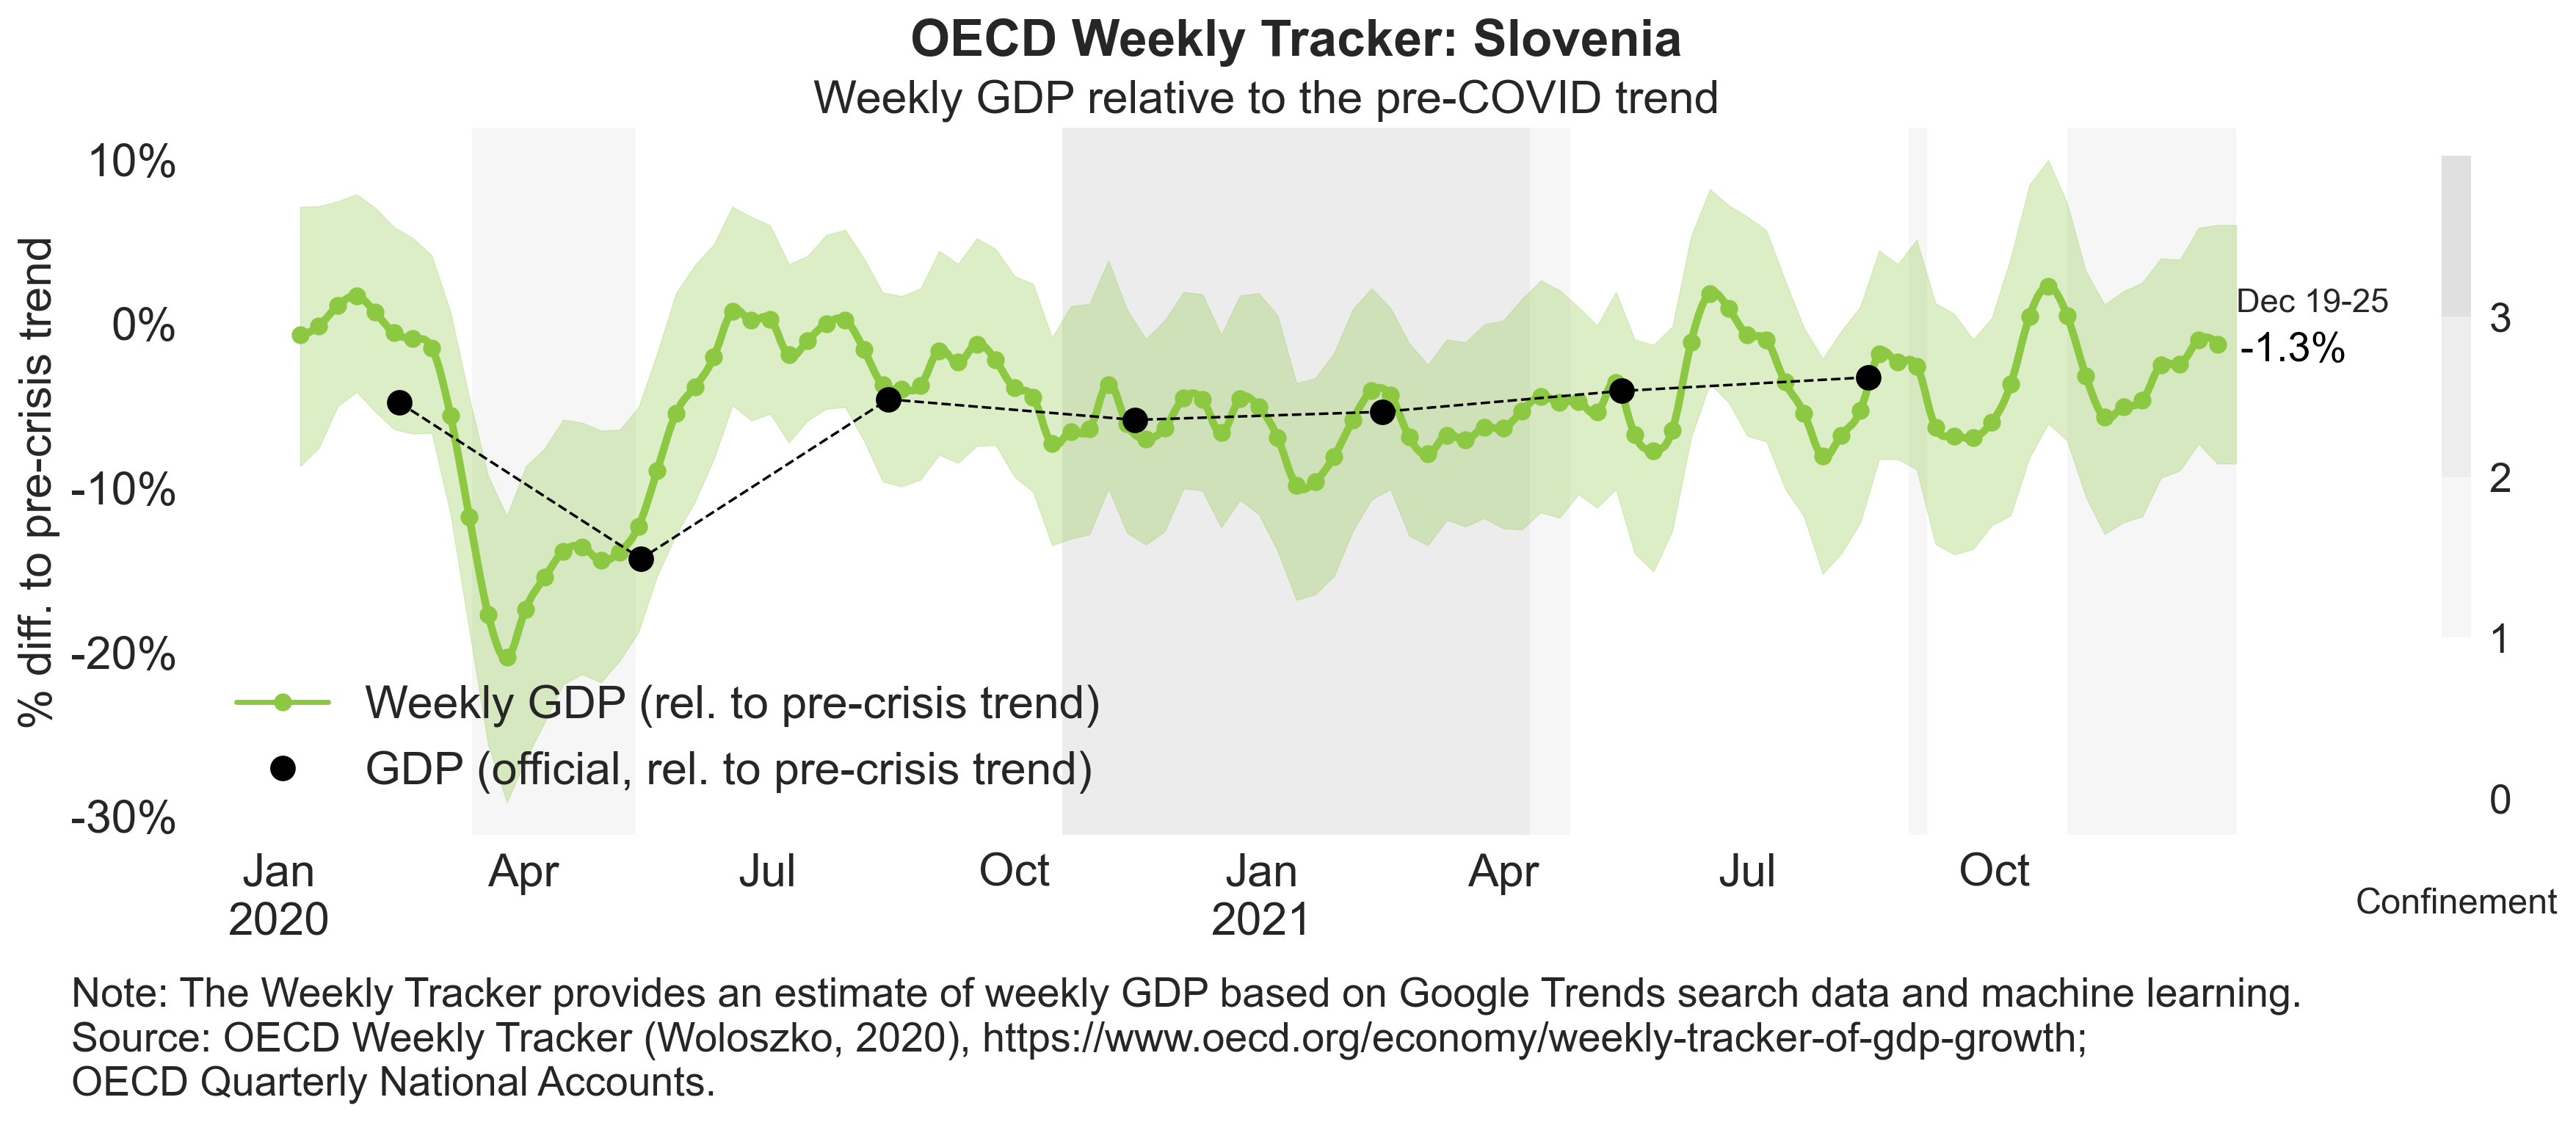 OECD Weekly Tracker: Slovenia
Weekly GDP relative to the pre-COVID trend
% diff. to pre-crisis trend
10%
0%
-10%
-20%
-30%
Dec 19-25
-1.3%
3
2
1
0
Confinement
Weekly GDP (rel. to pre-crisis trend)
GDP (official, rel. to pre-crisis trend)
Jan Apr Jul Oct Jan Apr Jul Oct
2020 2021
Note: The Weekly Tracker provides an estimate of weekly GDP based on Google Trends search data and machine learning.
Source: OECD Weekly Tracker (Woloszko, 2020), https://www.oecd.org/economy/weekly-tracker-of-gdp-growth;
OECD Quarterly National Accounts.